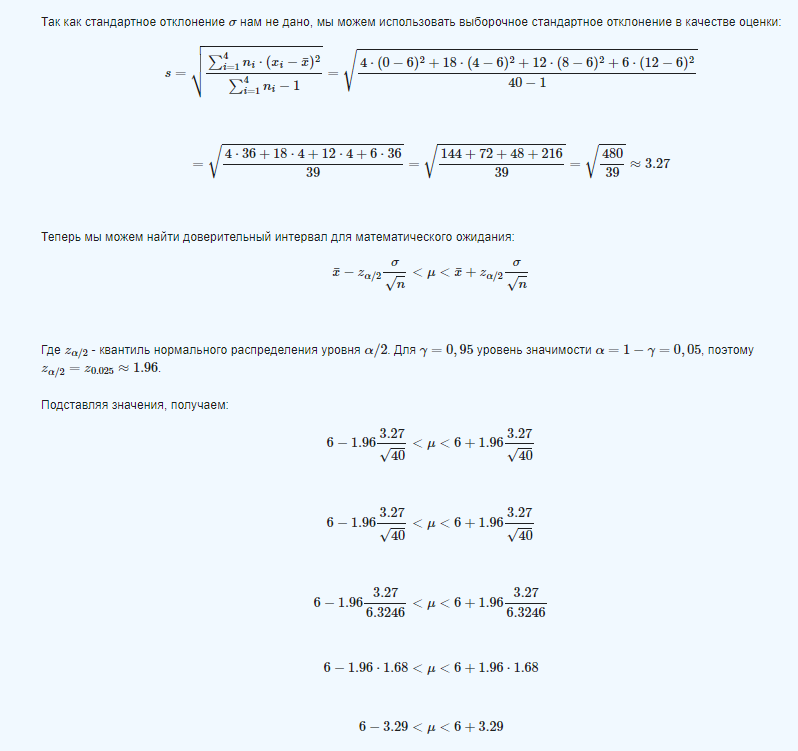 Так как стандартное отклонение σ нам не дано, мы можем использовать выборочное стандартное отклонение в качестве оценки:
s = √(∑_{i=1}^{4} n_i · (x_i − x̄)² / (∑_{i=1}^{4} n_i − 1)) = √((4 · (0 − 6)² + 18 · (4 − 6)² + 12 · (8 − 6)² + 6 · (12 − 6)²) / (40 − 1))
= √((4 · 36 + 18 · 4 + 12 · 4 + 6 · 36) / 39) = √((144 + 72 + 48 + 216) / 39) = √(480 / 39) ≈ 3.27
Теперь мы можем найти доверительный интервал для математического ожидания:
x̄ − z_{α/2} σ/√n < μ < x̄ + z_{α/2} σ/√n
Где z_{α/2} - квантиль нормального распределения уровня α/2. Для γ = 0,95 уровень значимости α = 1 − γ = 0,05, поэтому
z_{α/2} = z_{0.025} ≈ 1.96.
Подставляя значения, получаем:
6 − 1.96 3.27/√40 < μ < 6 + 1.96 3.27/√40
6 − 1.96 3.27/√40 < μ < 6 + 1.96 3.27/√40
6 − 1.96 3.27/6.3246 < μ < 6 + 1.96 3.27/6.3246
6 − 1.96 · 1.68 < μ < 6 + 1.96 · 1.68
6 − 3.29 < μ < 6 + 3.29